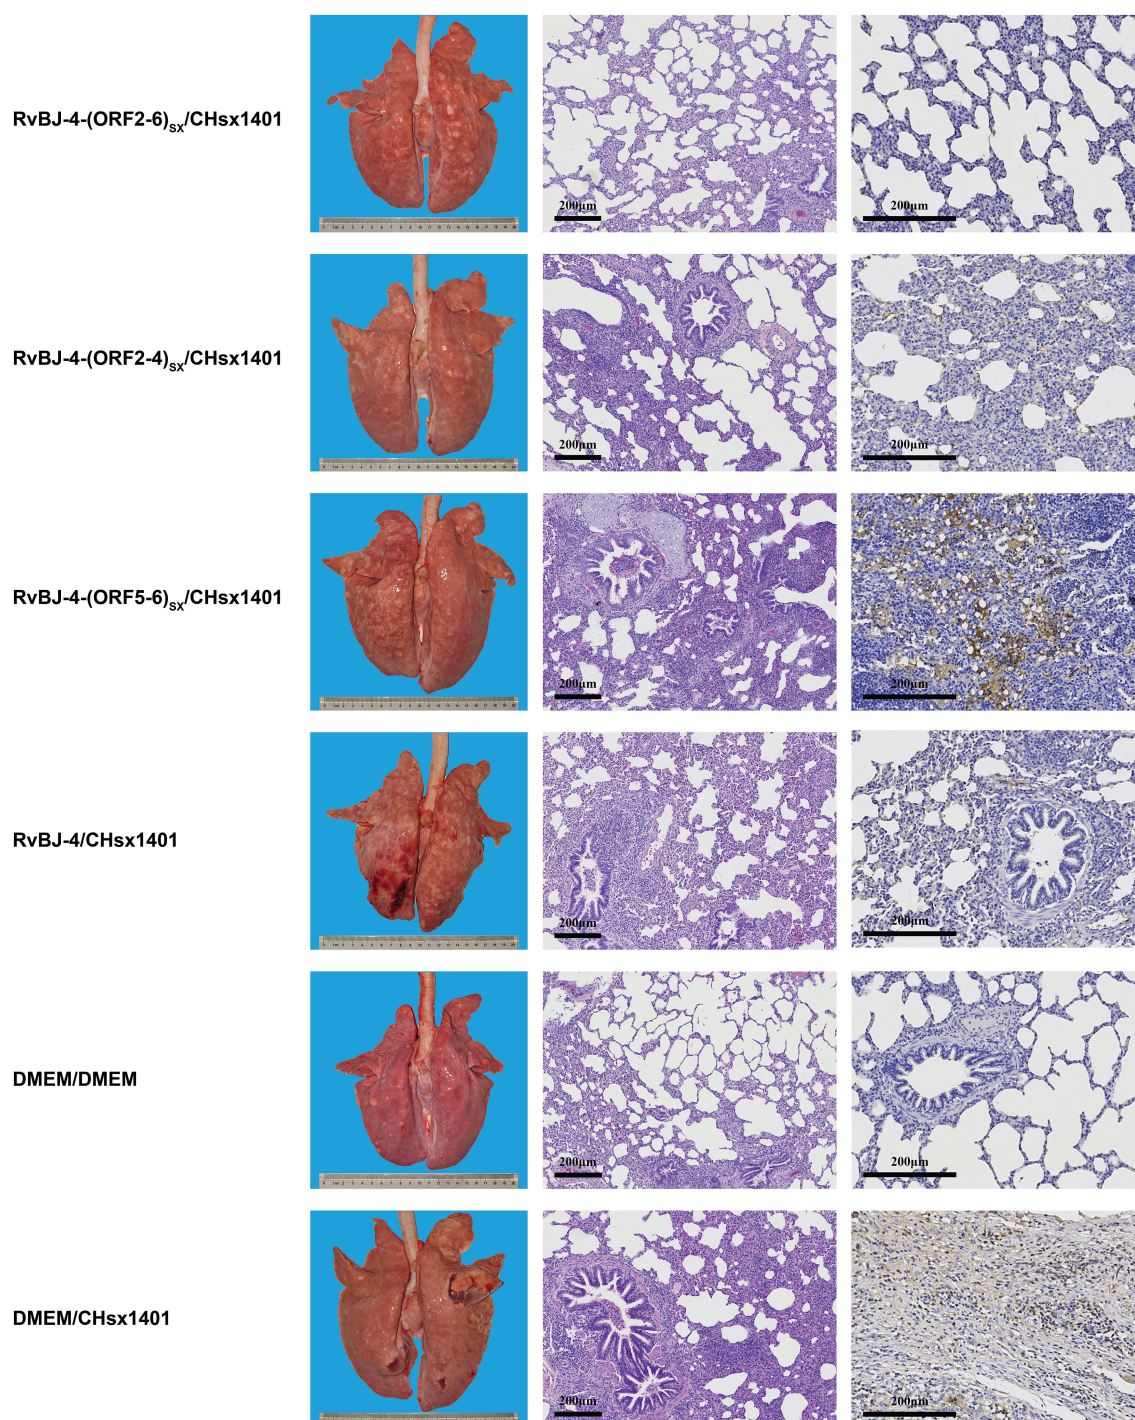 RvBJ-4-(ORF2-6)SX/CHsx1401
200μm
200μm
RvBJ-4-(ORF2-4)SX/CHsx1401
200μm
200μm
RvBJ-4-(ORF5-6)SX/CHsx1401
200μm
200μm
RvBJ-4/CHsx1401
200μm
200μm
DMEM/DMEM
200μm
200μm
DMEM/CHsx1401
200μm
200μm